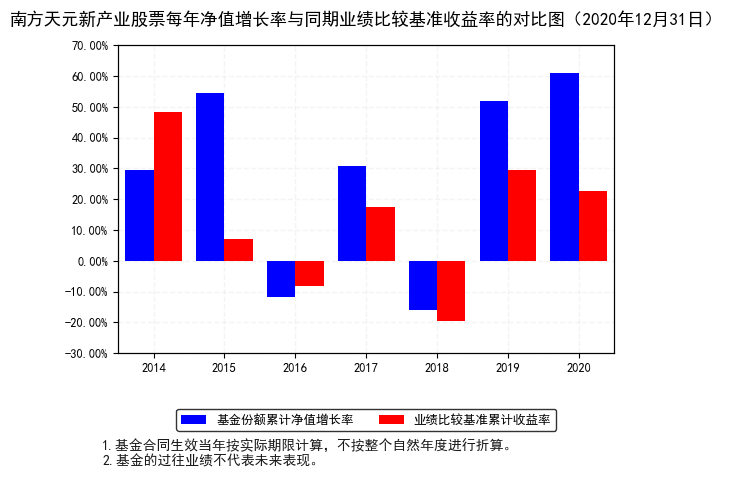 南方天元新产业股票每年净值增长率与同期业绩比较基准收益率的对比图（2020年12月31日）
70.00%
60.00%
50.00%
40.00%
30.00%
20.00%
10.00%
0.00%
-10.00%
-20.00%
-30.00%
2014 2015 2016 2017 2018 2019 2020
基金份额累计净值增长率 业绩比较基准累计收益率
1.基金合同生效当年按实际期限计算，不按整个自然年度进行折算。
2.基金的过往业绩不代表未来表现。